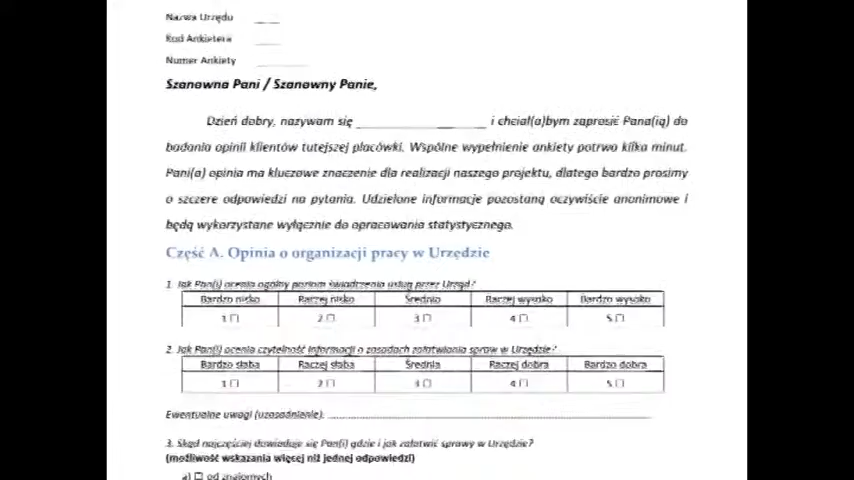 Nazwa Urzędu ____
Kod Ankietera ____
Numer Ankiety ________
Szanowna Pani / Szanowny Panie,
Dzień dobry, nazywam się ____________________ i chciał(a)bym zaprosić Pana(ią) do
badania opinii klientów tutejszej placówki. Wspólne wypełnienie ankiety potrwa kilka minut.
Pani(a) opinia ma kluczowe znaczenie dla realizacji naszego projektu, dlatego bardzo prosimy
o szczere odpowiedzi na pytania. Udzielone informacje pozostaną oczywiście anonimowe i
będą wykorzystane wyłącznie do opracowania statystycznego.
Część A. Opinia o organizacji pracy w Urzędzie
1. Jak Pan(i) ocenia ogólny poziom świadczenia usług przez Urząd?
Bardzo nisko Raczej nisko Średnio Raczej wysoko Bardzo wysoko
1 □ 2 □ 3 □ 4 □ 5 □
2. Jak Pan(i) ocenia czytelność informacji o zasadach załatwiania spraw w Urzędzie?
Bardzo słaba Raczej słaba Średnia Raczej dobra Bardzo dobra
1 □ 2 □ 3 □ 4 □ 5 □
Ewentualne uwagi (uzasadnienie): ........................................
3. Skąd najczęściej dowiaduje się Pan(i) gdzie i jak załatwić sprawy w Urzędzie?
(możliwość wskazania więcej niż jednej odpowiedzi)
a) □ od znajomych